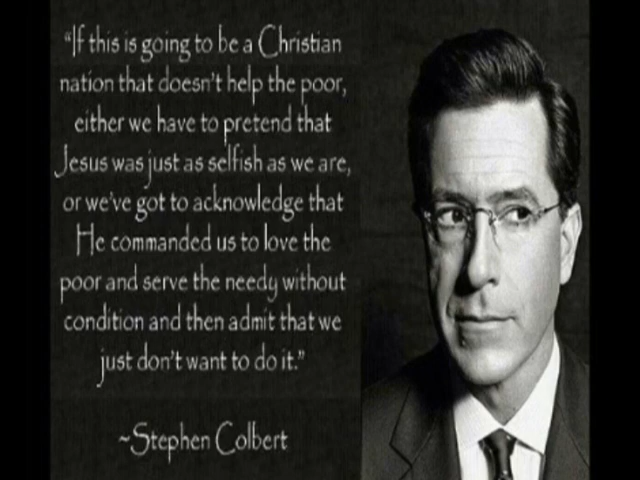 “If this is going to be a Christian
nation that doesn't help the poor,
either we have to pretend that
Jesus was just as selfish as we are,
or we've got to acknowledge that
He commanded us to love the
poor and serve the needy without
condition and then admit that we
just don't want to do it.”
~Stephen Colbert